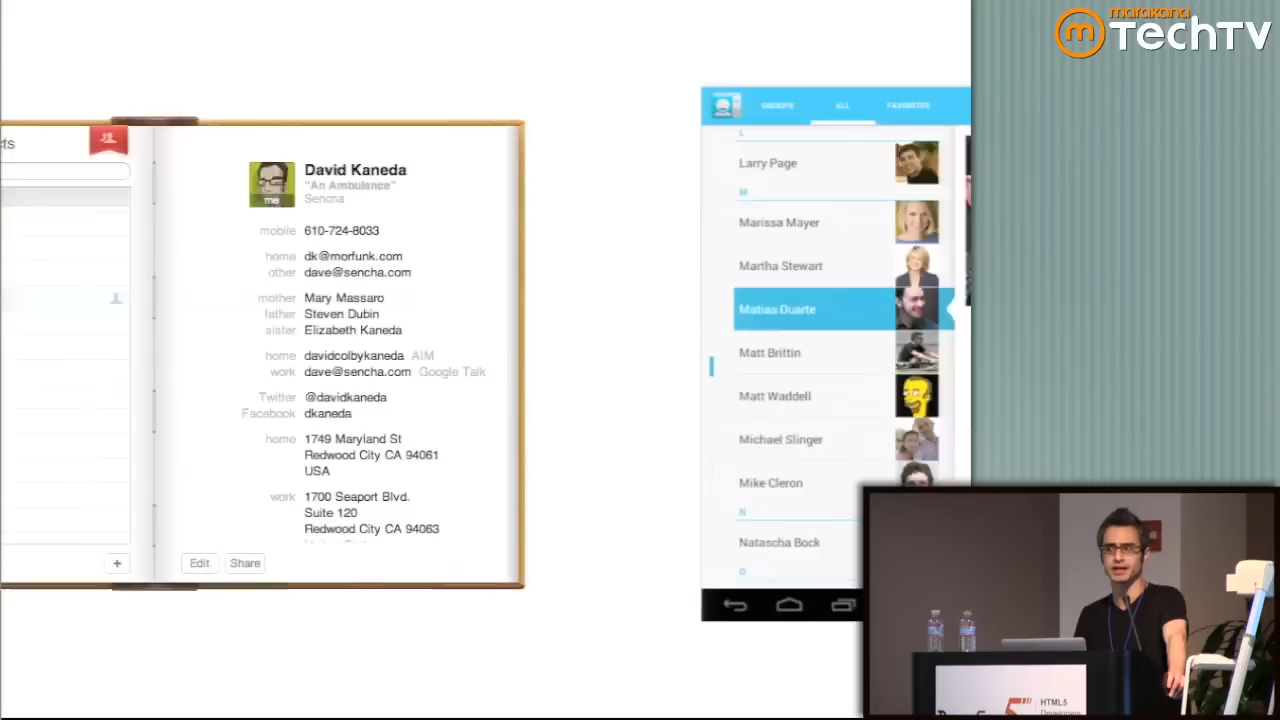 marakana
TechTV
cts
David Kaneda
"An Ambulance"
Sencha
me
mobile 610-724-8033
home dk@morfunk.com
other dave@sencha.com
mother Mary Massaro
father Steven Dubin
sister Elizabeth Kaneda
home davidcolbykaneda AIM
work dave@sencha.com Google Talk
Twitter @davidkaneda
Facebook dkaneda
home 1749 Maryland St
Redwood City CA 94061
USA
work 1700 Seaport Blvd.
Suite 120
Redwood City CA 94063
+
Edit
Share
GROUPS
ALL
FAVORITES
L
Larry Page
M
Marissa Mayer
Martha Stewart
Matias Duarte
Matt Brittin
Matt Waddell
Michael Slinger
Mike Cleron
N
Natascha Bock
O
HTML5